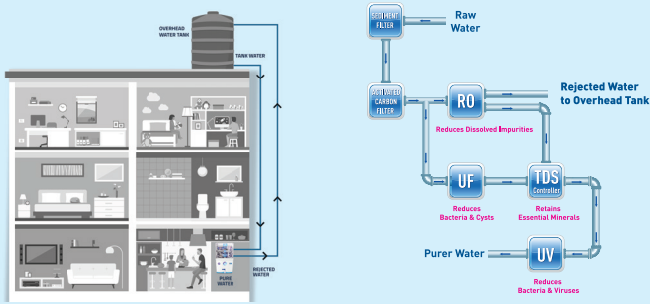 OVERHEAD
WATER TANK
TANK WATER
REJECTED
WATER
PURE
WATER
SEDIMENT
FILTER
Raw
Water
ACTIVATED
CARBON
FILTER
RO
Rejected Water
to Overhead Tank
Reduces Dissolved Impurities
UF
TDS
Controller
Reduces
Bacteria & Cysts
Retains
Essential Minerals
Purer Water
UV
Reduces
Bacteria & Viruses